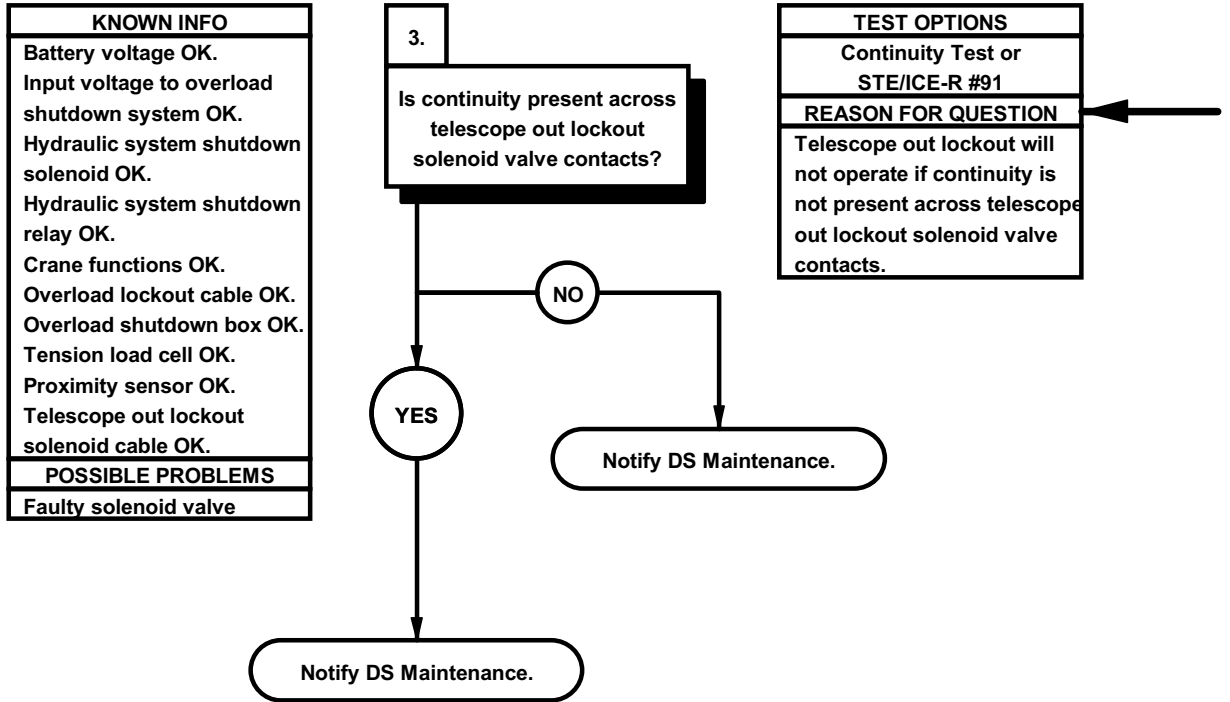 KNOWN INFO
Battery voltage OK.
Input voltage to overload
shutdown system OK.
Hydraulic system shutdown
solenoid OK.
Hydraulic system shutdown
relay OK.
Crane functions OK.
Overload lockout cable OK.
Overload shutdown box OK.
Tension load cell OK.
Proximity sensor OK.
Telescope out lockout
solenoid cable OK.
POSSIBLE PROBLEMS
Faulty solenoid valve
3.
Is continuity present across
telescope out lockout
solenoid valve contacts?
NO
YES
Notify DS Maintenance.
Notify DS Maintenance.
TEST OPTIONS
Continuity Test or
STE/ICE-R #91
REASON FOR QUESTION
Telescope out lockout will
not operate if continuity is
not present across telescope
out lockout solenoid valve
contacts.